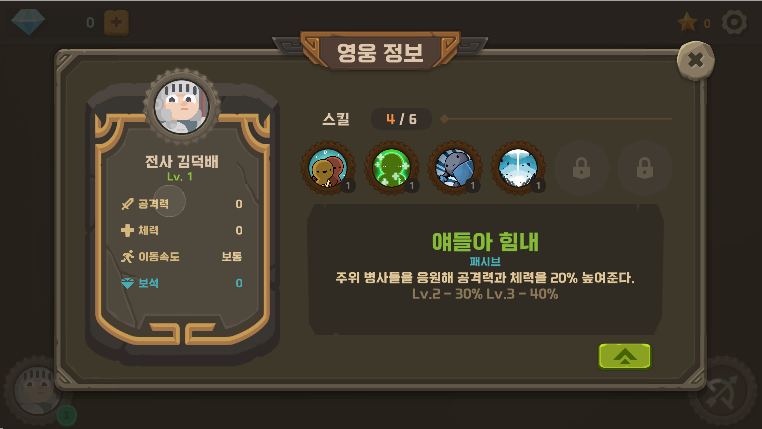 0
0
영웅 정보
전사 김덕배
Lv. 1
공격력 0
체력 0
이동속도 보통
보석 0
스킬 4 / 6
1 1 1 1
얘들아 힘내
패시브
주위 병사들을 응원해 공격력과 체력을 20% 높여준다.
Lv.2 - 30% Lv.3 - 40%